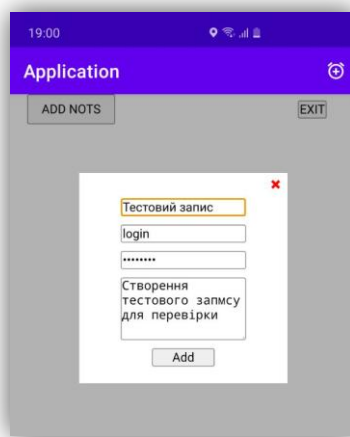 19:00
Application
ADD NOTS
EXIT
Тестовий запис
login
••••••••
Створення
тестового запмсу
для перевірки
Add